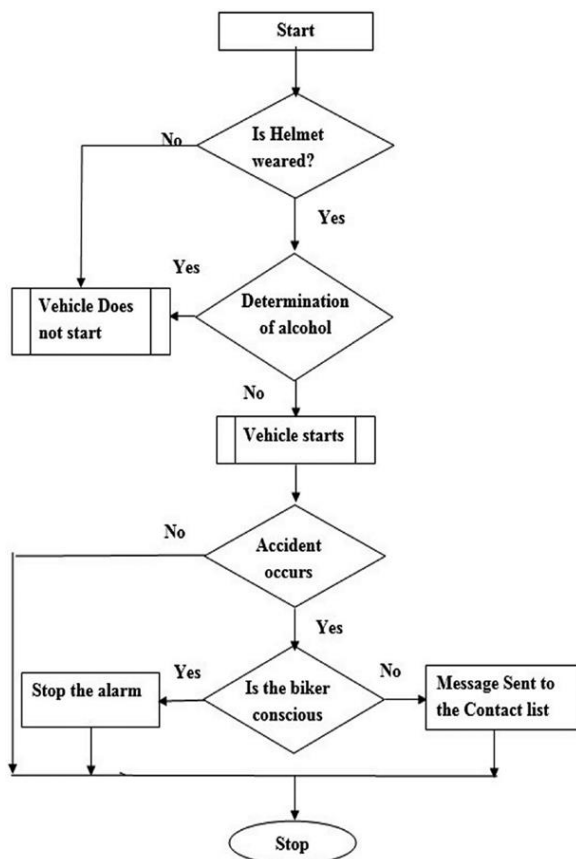 Start
Is Helmet
weared?
No
Yes
Yes
Vehicle Does
not start
Determination
of alcohol
No
Vehicle starts
No
Accident
occurs
Yes
Yes
Stop the alarm
Is the biker
conscious
No
Message Sent to
the Contact list
Stop